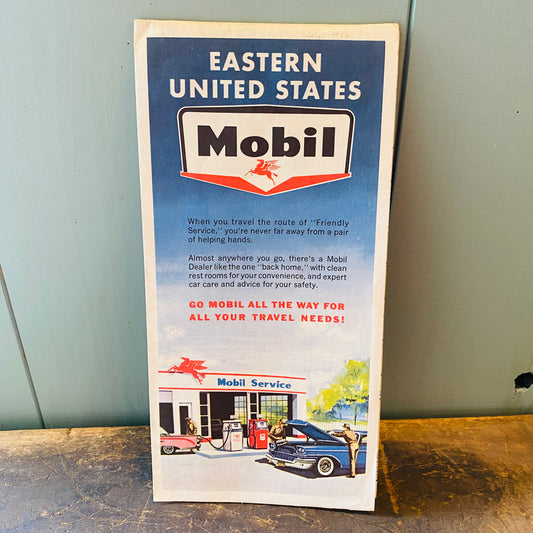 EASTERN
UNITED STATES
Mobil
When you travel the route of "Friendly
Service," you're never far away from a pair
of helping hands.
Almost anywhere you go, there's a Mobil
Dealer like the one "back home," with clean
rest rooms for your convenience, and expert
car care and advice for your safety.
GO MOBIL ALL THE WAY FOR
ALL YOUR TRAVEL NEEDS!
Mobil Service